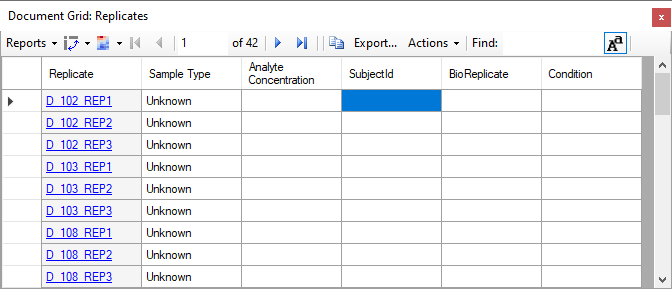 Document Grid: Replicates
Reports 1 of 42 Export... Actions Find: Aa
Replicate Sample Type Analyte Concentration SubjectId BioReplicate Condition
D_102_REP1 Unknown
D_102_REP2 Unknown
D_102_REP3 Unknown
D_103_REP1 Unknown
D_103_REP2 Unknown
D_103_REP3 Unknown
D_108_REP1 Unknown
D_108_REP2 Unknown
D_108_REP3 Unknown